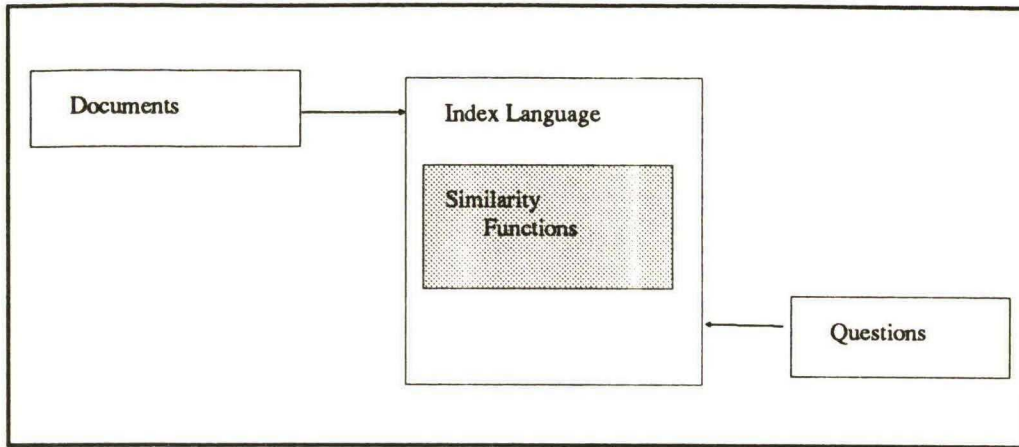 Documents
Index Language
Similarity
Functions
Questions